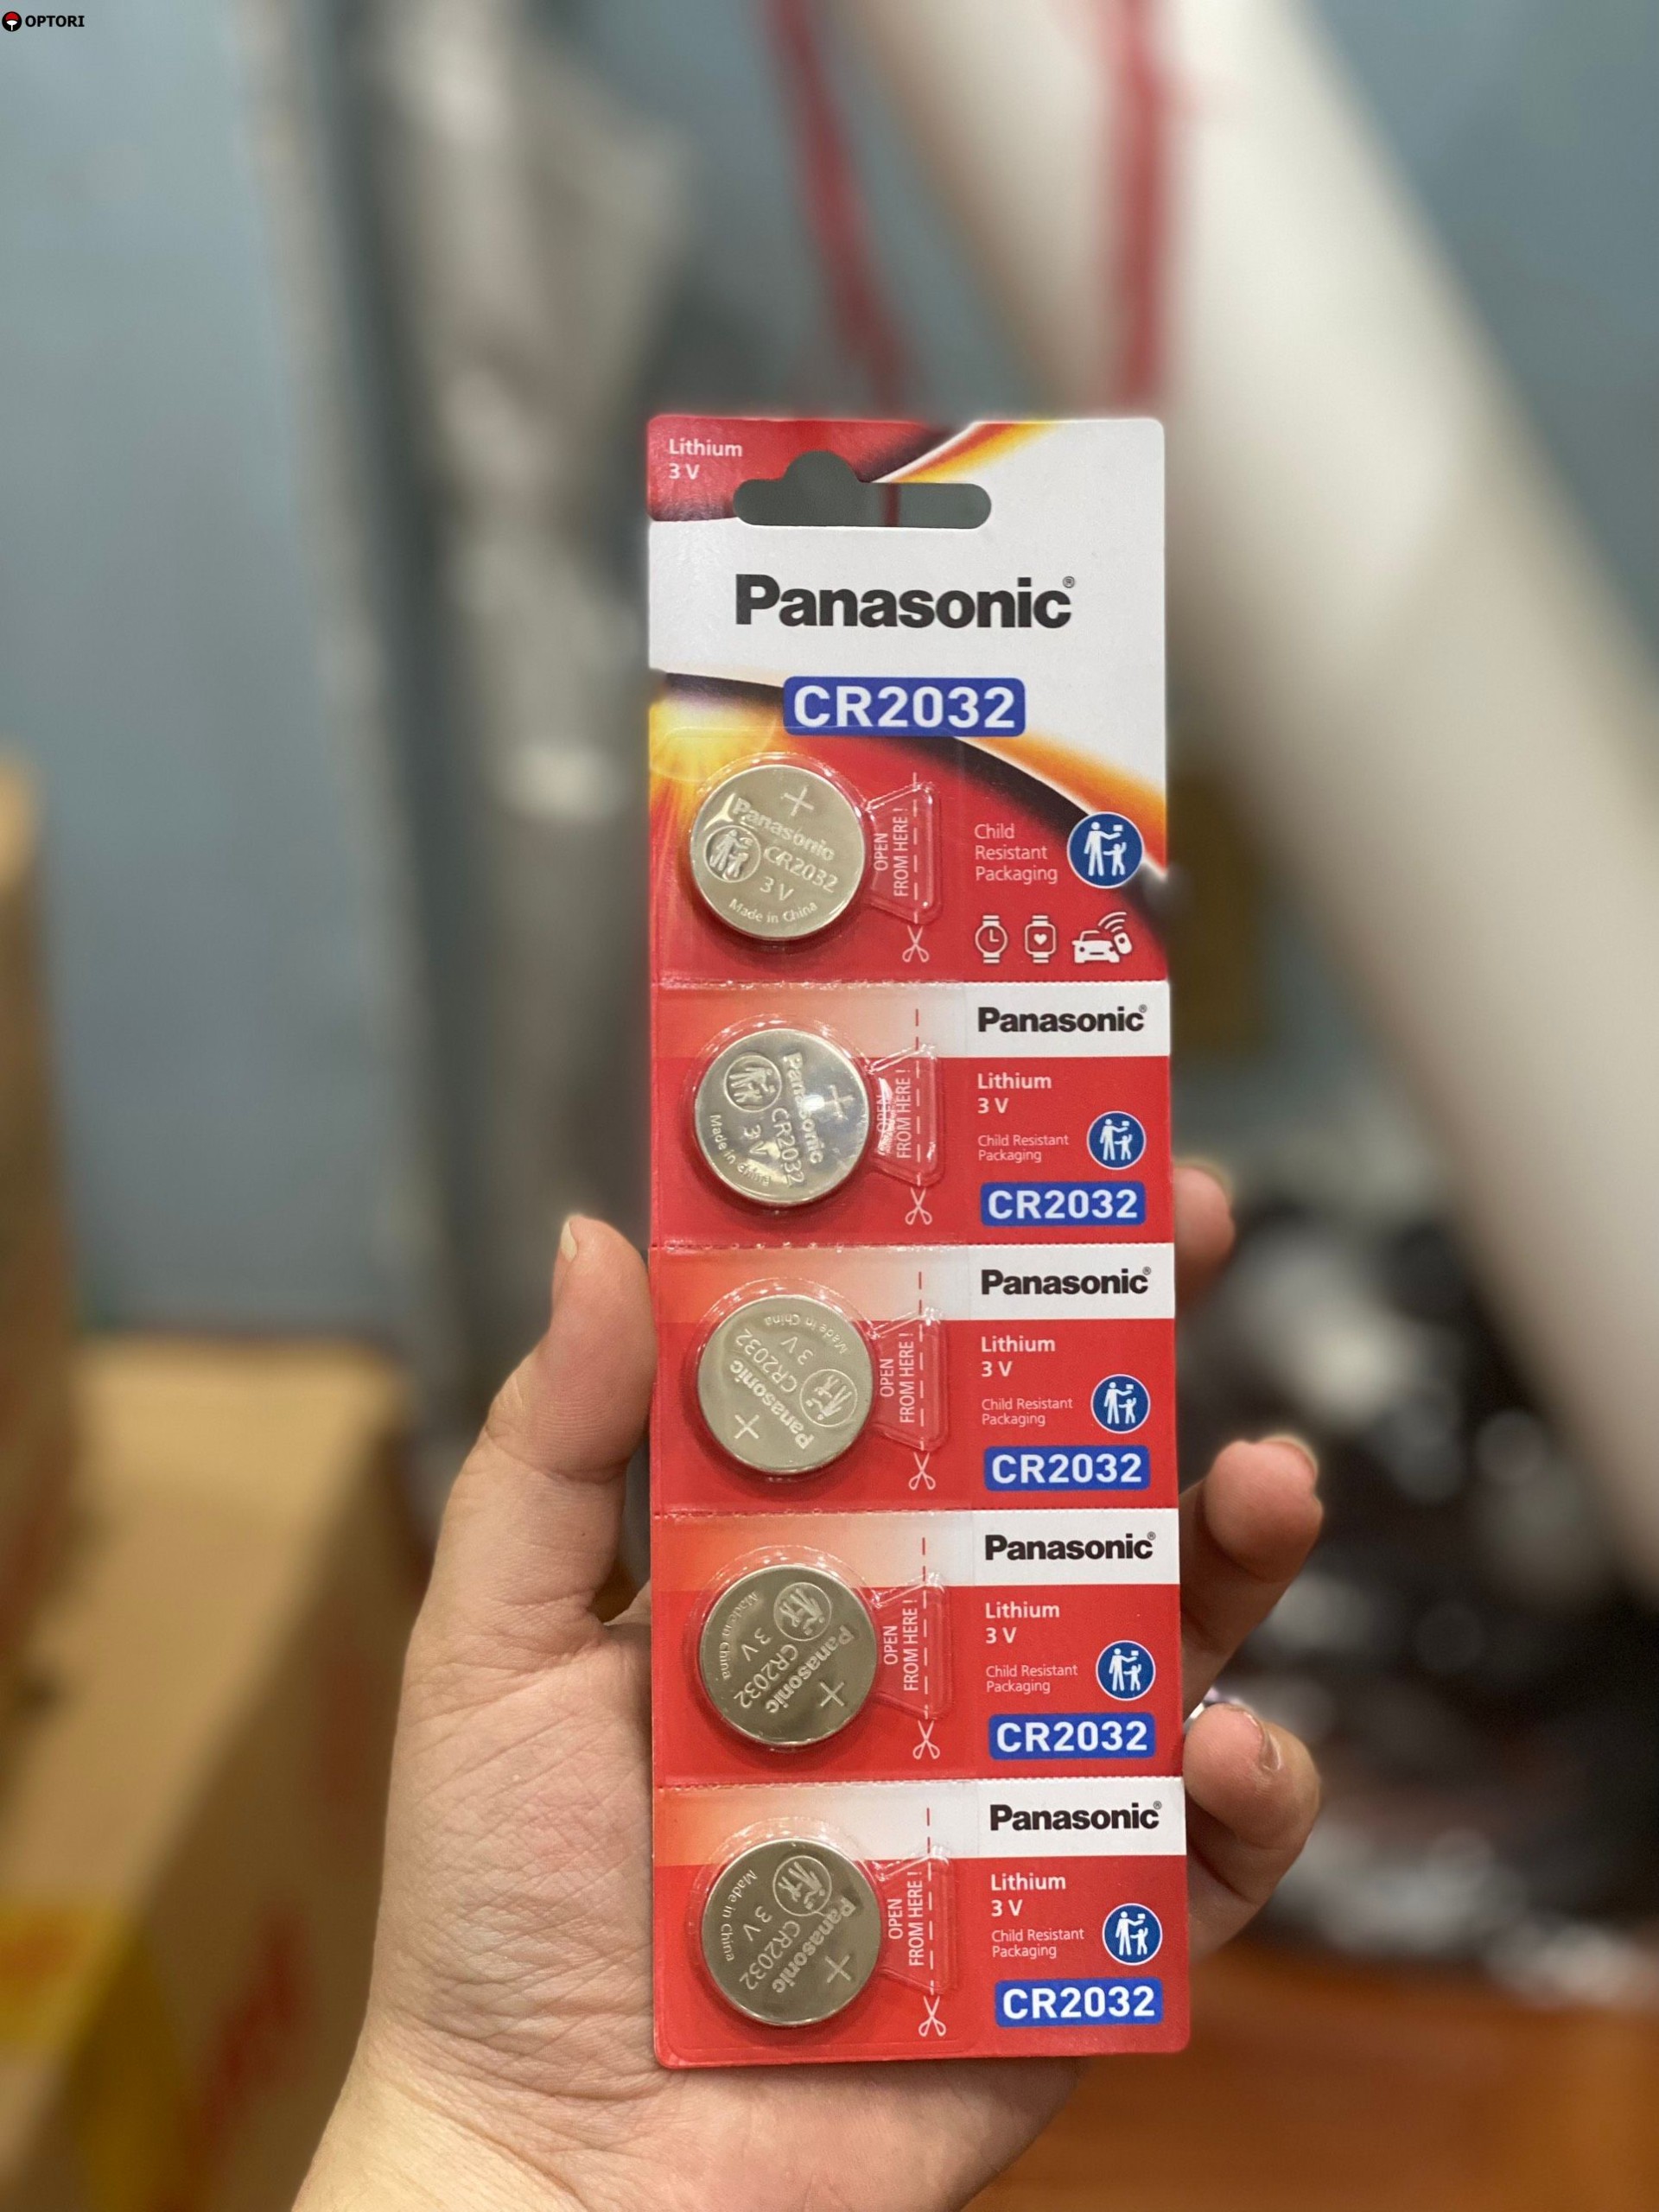 OPTORI
Lithium
3 V
Panasonic®
CR2032
Panasonic
CR2032
3 V
Made in China
OPEN
FROM HERE !
Child
Resistant
Packaging
Panasonic®
Panasonic
CR2032
3 V
Made in China
OPEN
FROM HERE !
Lithium
3 V
Child Resistant
Packaging
CR2032
Panasonic®
Panasonic
CR2032
3 V
Made in China
OPEN
FROM HERE !
Lithium
3 V
Child Resistant
Packaging
CR2032
Panasonic®
Panasonic
CR2032
3 V
Made in China
OPEN
FROM HERE !
Lithium
3 V
Child Resistant
Packaging
CR2032
Panasonic®
Panasonic
CR2032
3 V
Made in China
OPEN
FROM HERE !
Lithium
3 V
Child Resistant
Packaging
CR2032